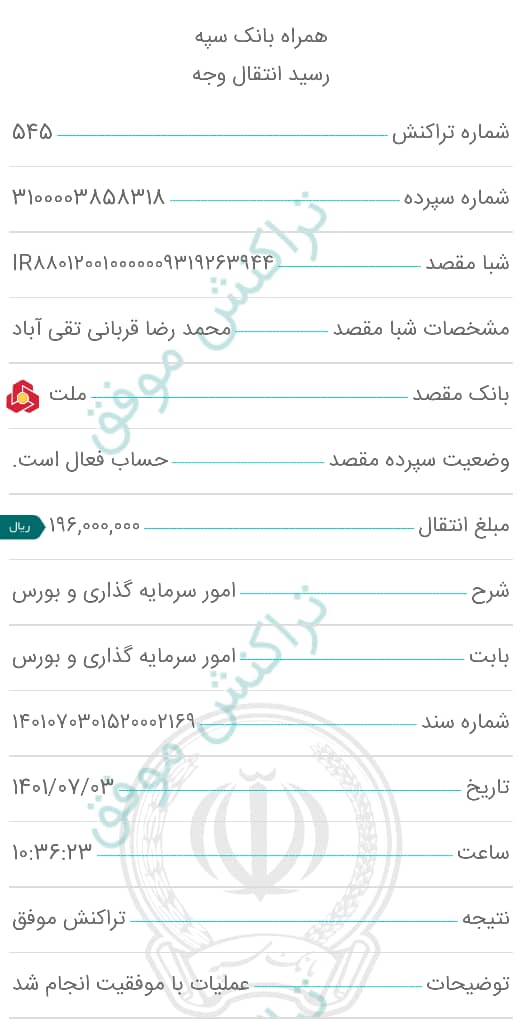 همراه بانک سپه
رسید انتقال وجه
شماره تراکنش ۵۴۵
شماره سپرده ۳۱۰۰۰۰۳۸۵۸۳۱۸
شبا مقصد IR۸۸۰۱۲۰۰۱۰۰۰۰۰۰۹۳۱۹۲۶۳۹۴۴
مشخصات شبا مقصد محمد رضا قربانی تقی آباد
بانک مقصد ملت
وضعیت سپرده مقصد حساب فعال است.
مبلغ انتقال ۱۹۶,۰۰۰,۰۰۰ ریال
شرح امور سرمایه گذاری و بورس
بابت امور سرمایه گذاری و بورس
شماره سند ۱۴۰۱۰۷۰۳۰۱۵۲۰۰۰۲۱۶۹
تاریخ ۱۴۰۱/۰۷/۰۳
ساعت ۱۰:۳۶:۲۳
نتیجه تراکنش موفق
توضیحات عملیات با موفقیت انجام شد
تراکنش موفق
تراکنش موفق
بانک سپه